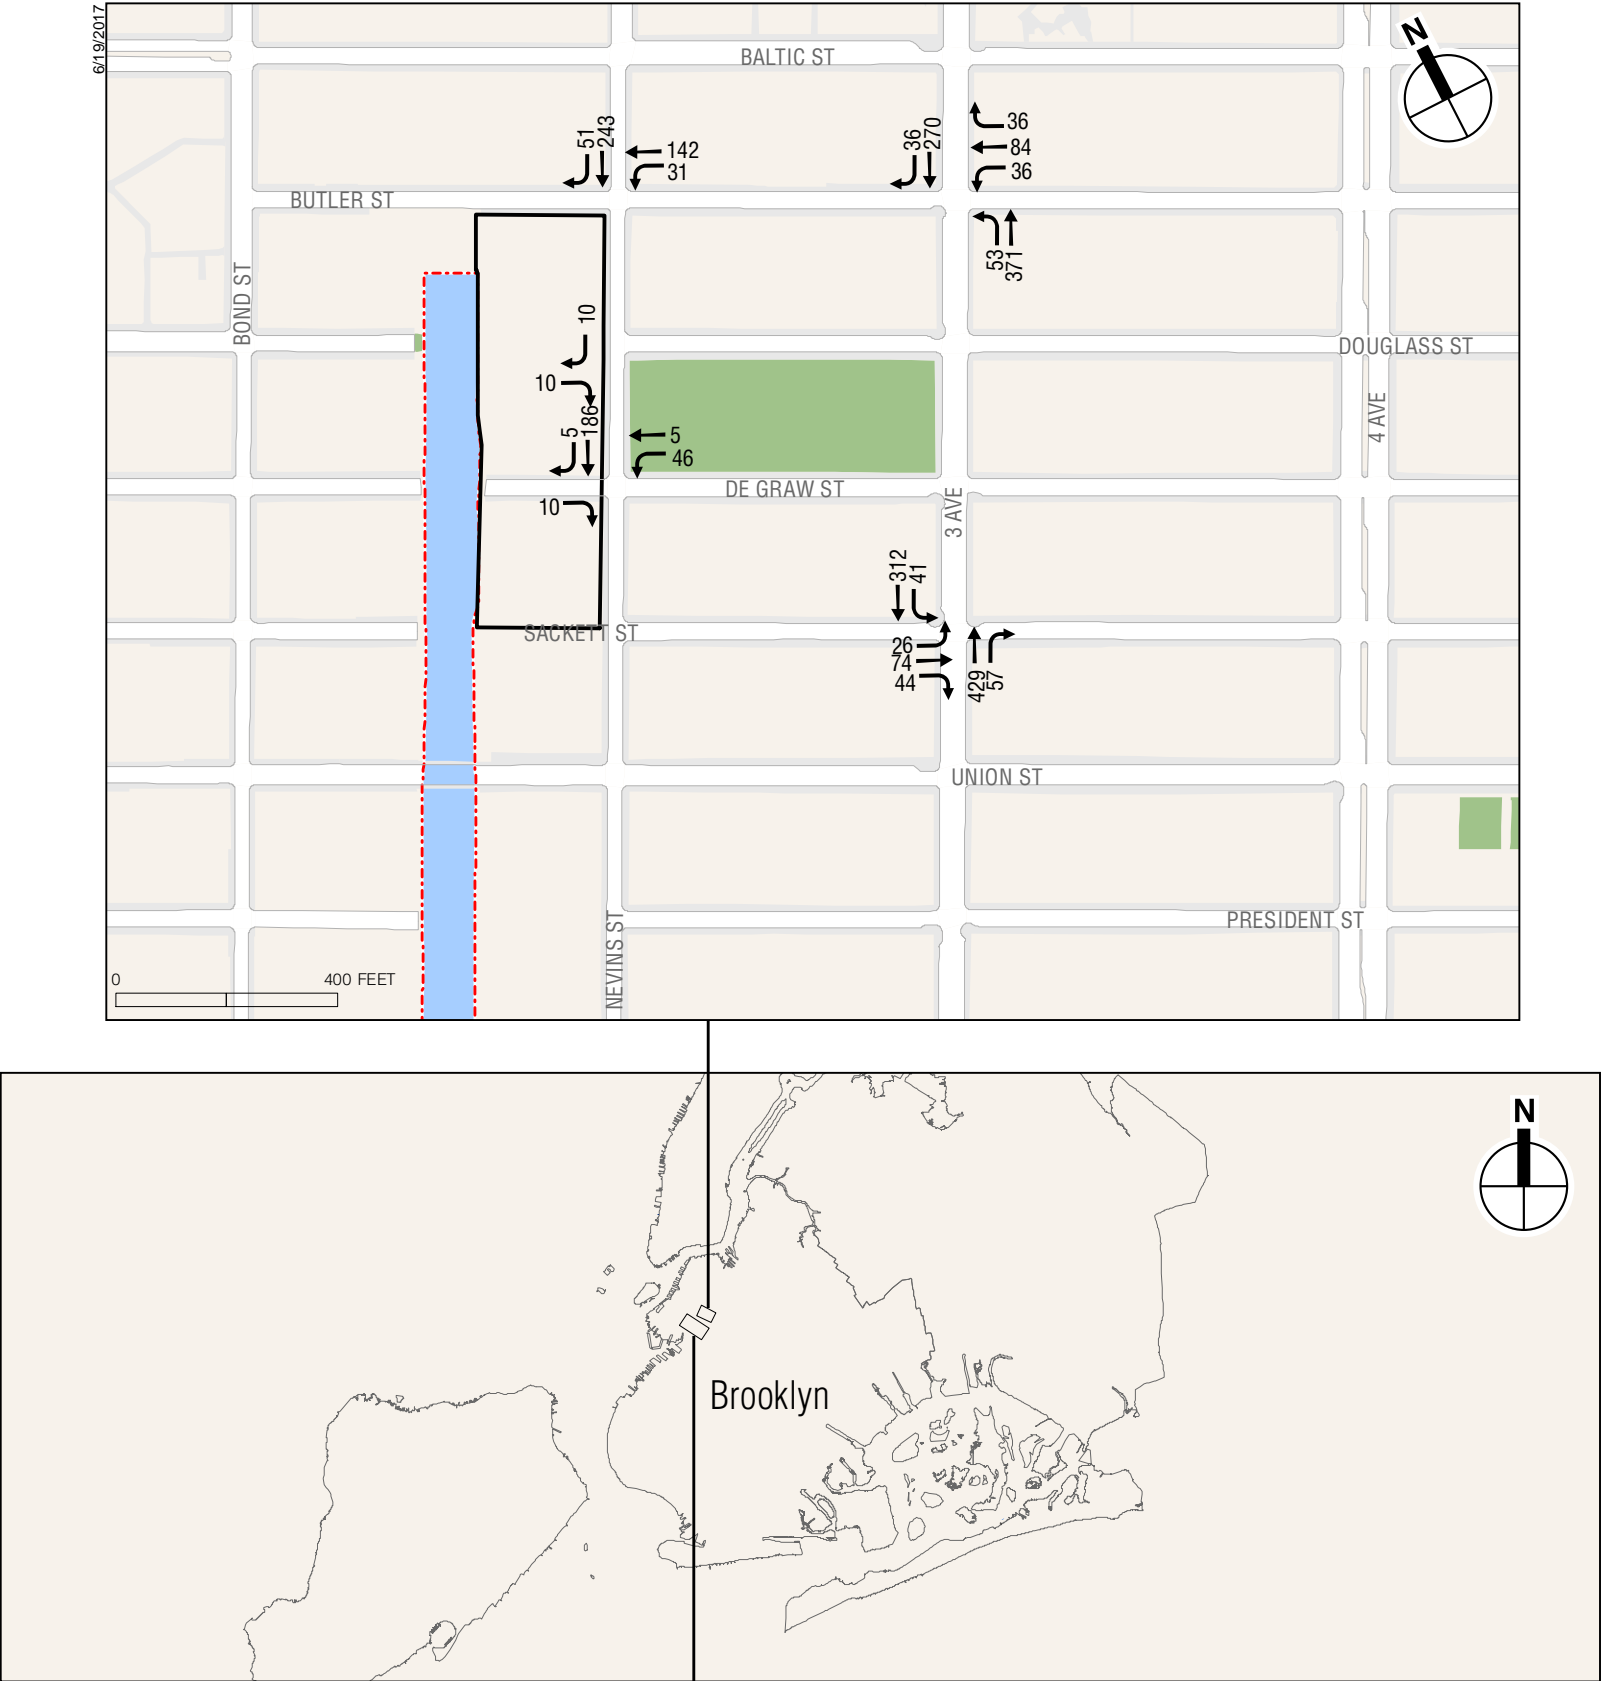 6/19/2017
BALTIC ST
N
51
243
142
31
36
270
36
84
36
BUTLER ST
53
371
BOND ST
10
DOUGLASS ST
10
4 AVE
5
186
5
46
DE GRAW ST
3 AVE
10
312
41
SACKETT ST
26
74
44
429
57
UNION ST
PRESIDENT ST
NEVINS ST
0
400 FEET
N
Brooklyn